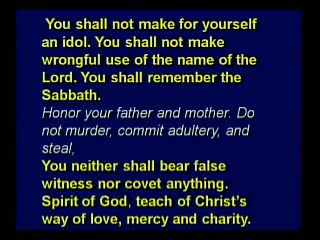 You shall not make for yourself
an idol. You shall not make
wrongful use of the name of the
Lord. You shall remember the
Sabbath.
Honor your father and mother. Do
not murder, commit adultery, and
steal,
You neither shall bear false
witness nor covet anything.
Spirit of God, teach of Christ's
way of love, mercy and charity.